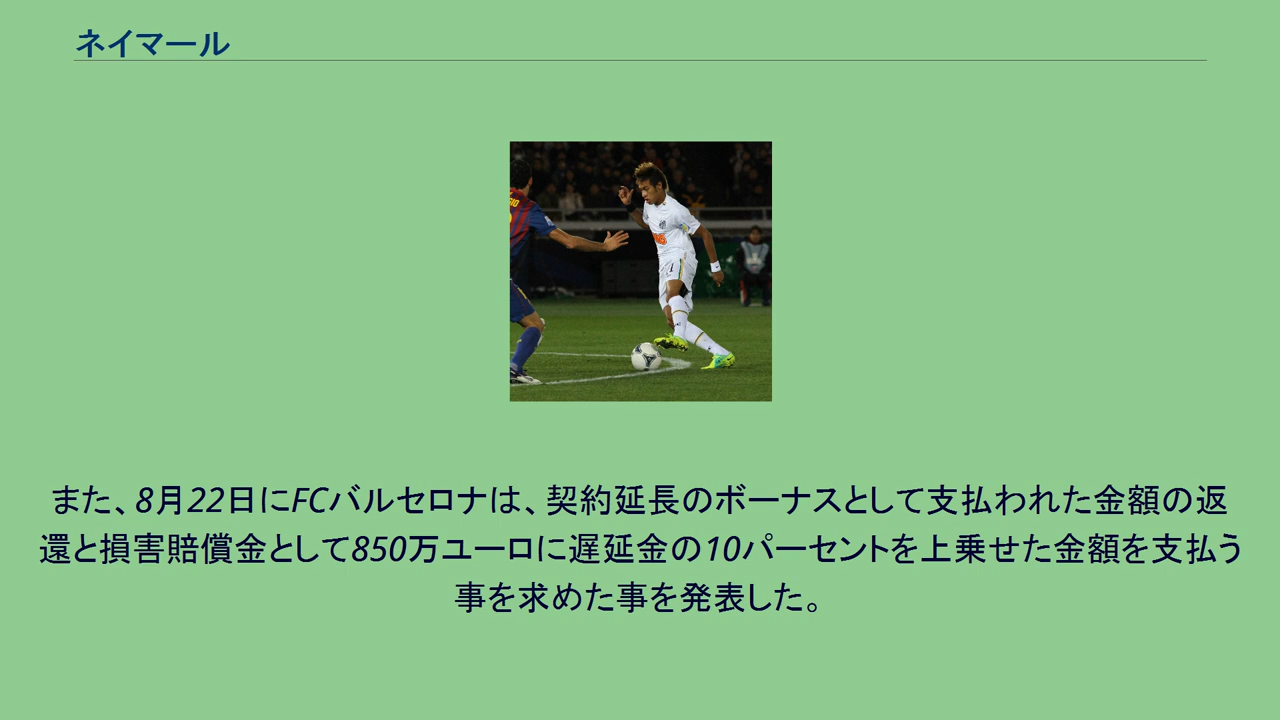 ネイマール
また、8月22日にFCバルセロナは、契約延長のボーナスとして支払われた金額の返
還と損害賠償金として850万ユーロに遅延金の10パーセントを上乗せた金額を支払う
事を求めた事を発表した。